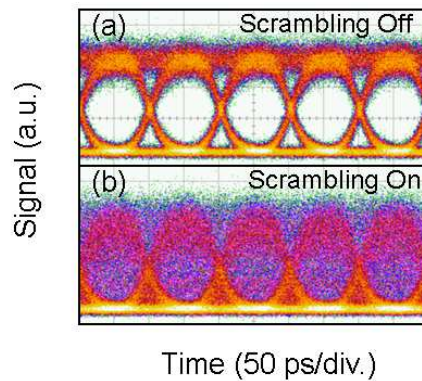 (a) Scrambling Off
(b) Scrambling On
Signal (a.u.)
Time (50 ps/div.)